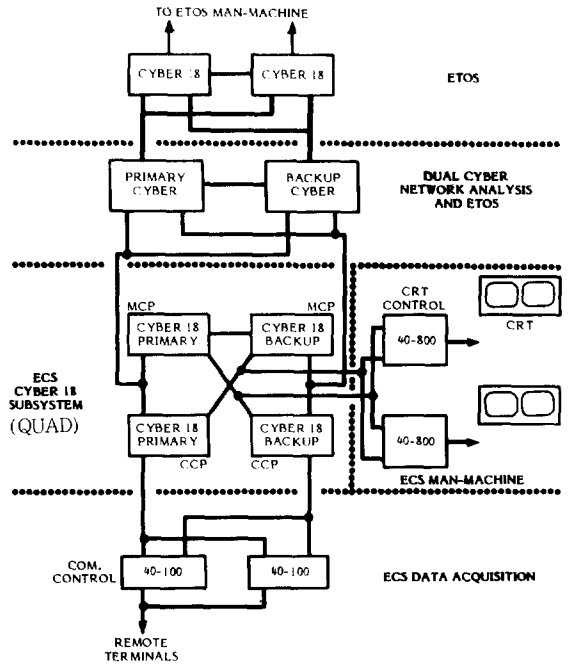 TO ETOS MAN-MACHINE
CYBER 18
CYBER 18
ETOS
PRIMARY
CYBER
BACKUP
CYBER
DUAL CYBER
NETWORK ANALYSIS
AND ETOS
MCP
MCP
CYBER 18
PRIMARY
CYBER 18
BACKUP
CRT
CONTROL
40-800
CRT
ECS
CYBER 18
SUBSYSTEM
(QUAD)
CYBER 18
PRIMARY
CYBER 18
BACKUP
CCP
CCP
40-800
ECS MAN-MACHINE
COM.
CONTROL
40-100
40-100
ECS DATA ACQUISITION
REMOTE
TERMINALS